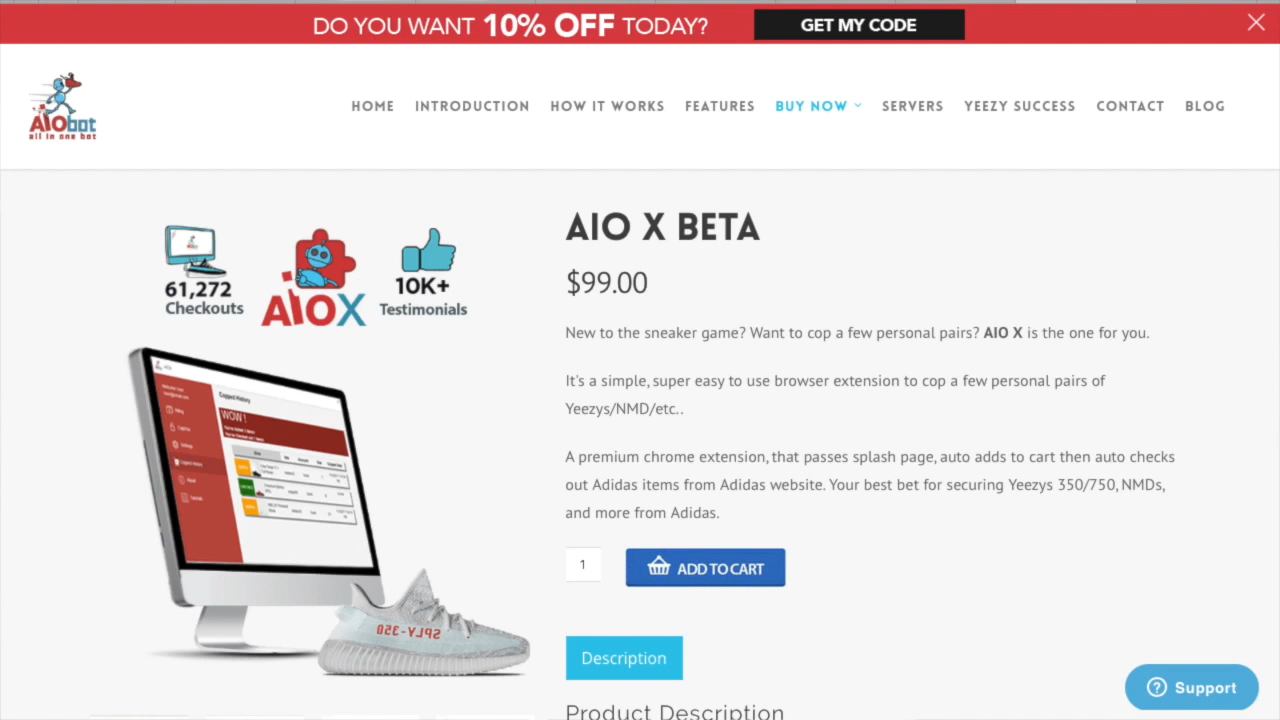 DO YOU WANT 10% OFF TODAY?
GET MY CODE
AIObot
all in one bot
HOME
INTRODUCTION
HOW IT WORKS
FEATURES
BUY NOW
SERVERS
YEEZY SUCCESS
CONTACT
BLOG
61,272
Checkouts
AIOX
10K+
Testimonials
Copped History
WOW !
SPLY-350
AIO X BETA
$99.00
New to the sneaker game? Want to cop a few personal pairs? AIO X is the one for you.
It's a simple, super easy to use browser extension to cop a few personal pairs of
Yeezys/NMD/etc..
A premium chrome extension, that passes splash page, auto adds to cart then auto checks
out Adidas items from Adidas website. Your best bet for securing Yeezys 350/750, NMDs,
and more from Adidas.
1
ADD TO CART
Description
Product Description
Support